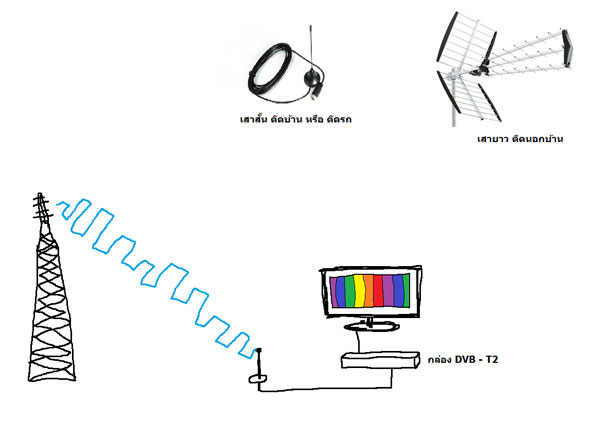 เสาสั้น ติดบ้าน หรือ ติดรถ
เสายาว ติดนอกบ้าน
กล่อง DVB - T2